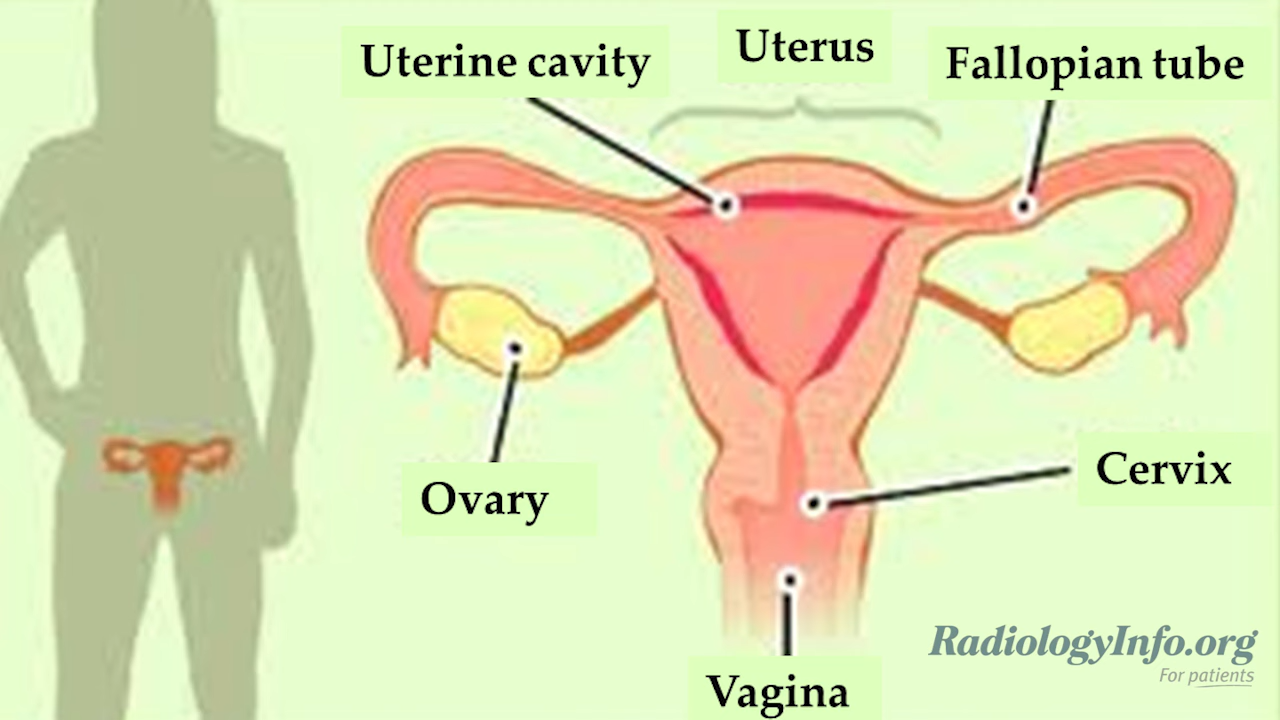 Uterine cavity
Uterus
Fallopian tube
Ovary
Cervix
Vagina
RadiologyInfo.org
For patients